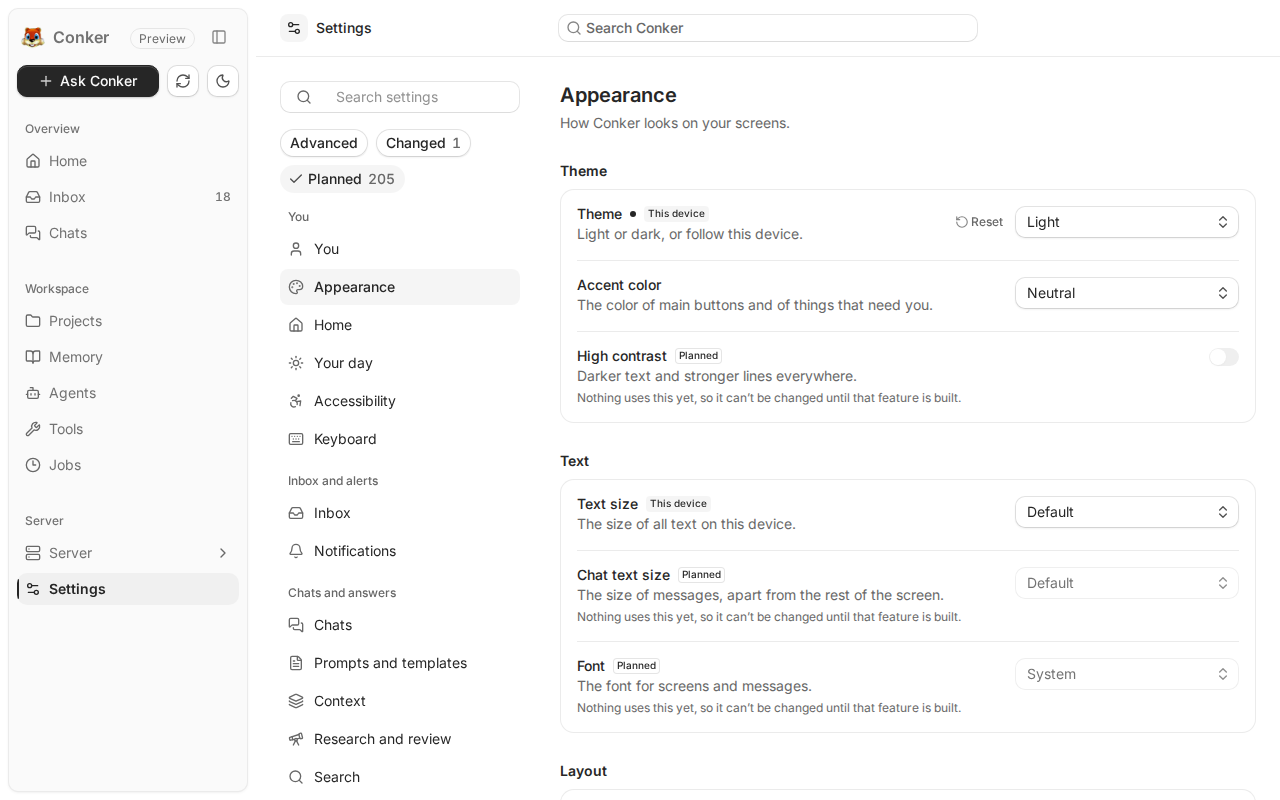 Conker
Preview
Ask Conker
Overview
Home
Inbox 18
Chats
Workspace
Projects
Memory
Agents
Tools
Jobs
Server
Server
Settings
Settings
Search Conker
Search settings
Advanced
Changed 1
Planned 205
You
You
Appearance
Home
Your day
Accessibility
Keyboard
Inbox and alerts
Inbox
Notifications
Chats and answers
Chats
Prompts and templates
Context
Research and review
Search
Appearance
How Conker looks on your screens.
Theme
Theme This device
Light or dark, or follow this device.
Reset
Light
Accent color
The color of main buttons and of things that need you.
Neutral
High contrast Planned
Darker text and stronger lines everywhere.
Nothing uses this yet, so it can’t be changed until that feature is built.
Text
Text size This device
The size of all text on this device.
Default
Chat text size Planned
The size of messages, apart from the rest of the screen.
Nothing uses this yet, so it can’t be changed until that feature is built.
Default
Font Planned
The font for screens and messages.
Nothing uses this yet, so it can’t be changed until that feature is built.
System
Layout